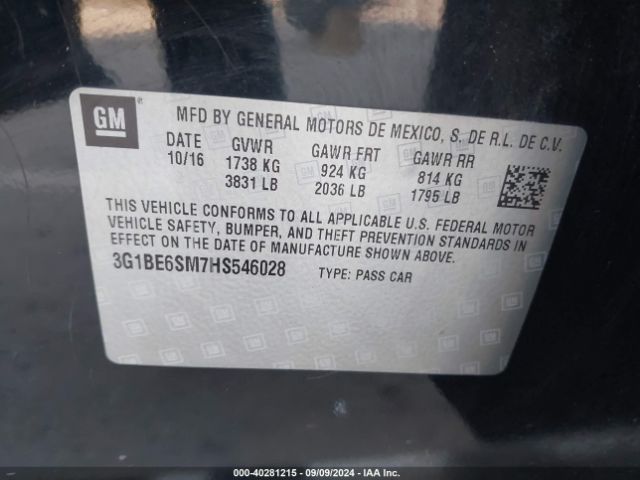 GM ®
MFD BY GENERAL MOTORS DE MEXICO, S. DE R.L. DE C.V.
DATE GVWR GAWR FRT GAWR RR
10/16 1738 KG 924 KG 814 KG
3831 LB 2036 LB 1795 LB
THIS VEHICLE CONFORMS TO ALL APPLICABLE U.S. FEDERAL MOTOR
VEHICLE SAFETY, BUMPER, AND THEFT PREVENTION STANDARDS IN
EFFECT ON THE DATE OF MANUFACTURE SHOWN ABOVE.
3G1BE6SM7HS546028 TYPE: PASS CAR
000-40281215 - 09/09/2024 - IAA Inc.